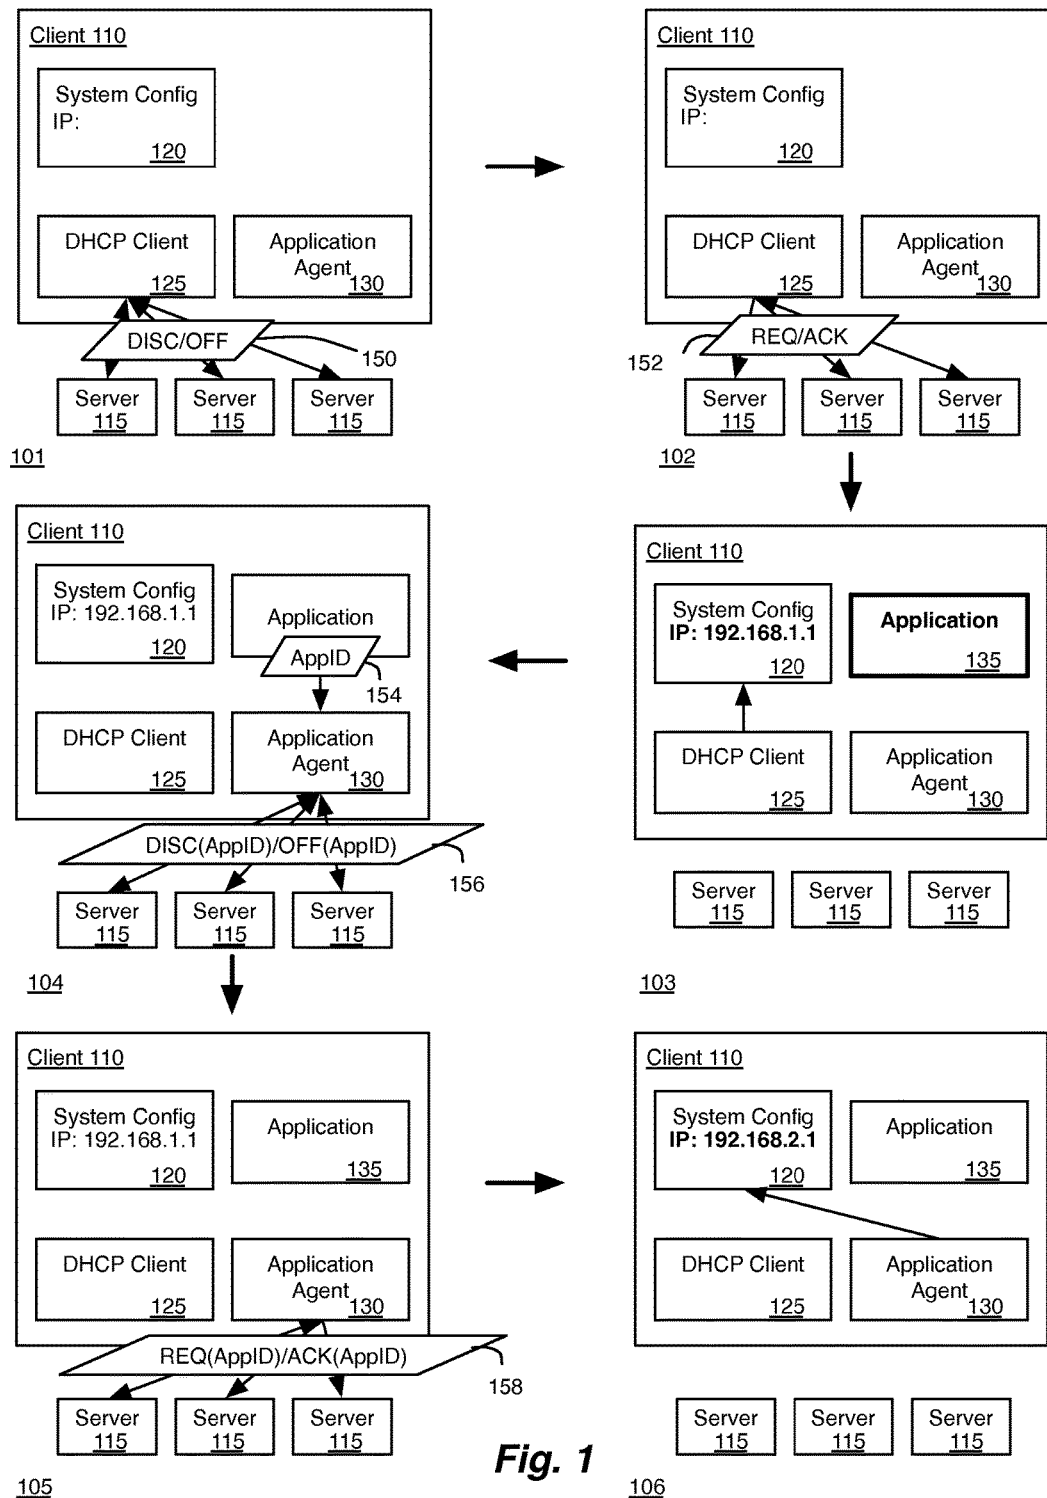 Client 110
System Config
IP:
120
DHCP Client
125
Application
Agent
130
DISC/OFF
150
Server
115
Server
115
Server
115
101
Client 110
System Config
IP:
120
DHCP Client
125
Application
Agent
130
REQ/ACK
152
Server
115
Server
115
Server
115
102
Client 110
System Config
IP: 192.168.1.1
120
Application
135
DHCP Client
125
Application
Agent
130
Server
115
Server
115
Server
115
103
Client 110
System Config
IP: 192.168.1.1
120
Application
AppID
154
DHCP Client
125
Application
Agent
130
DISC(AppID)/OFF(AppID)
156
Server
115
Server
115
Server
115
104
Client 110
System Config
IP: 192.168.1.1
120
Application
135
DHCP Client
125
Application
Agent
130
REQ(AppID)/ACK(AppID)
158
Server
115
Server
115
Server
115
105
Client 110
System Config
IP: 192.168.2.1
120
Application
135
DHCP Client
125
Application
Agent
130
Server
115
Server
115
Server
115
106
Fig. 1